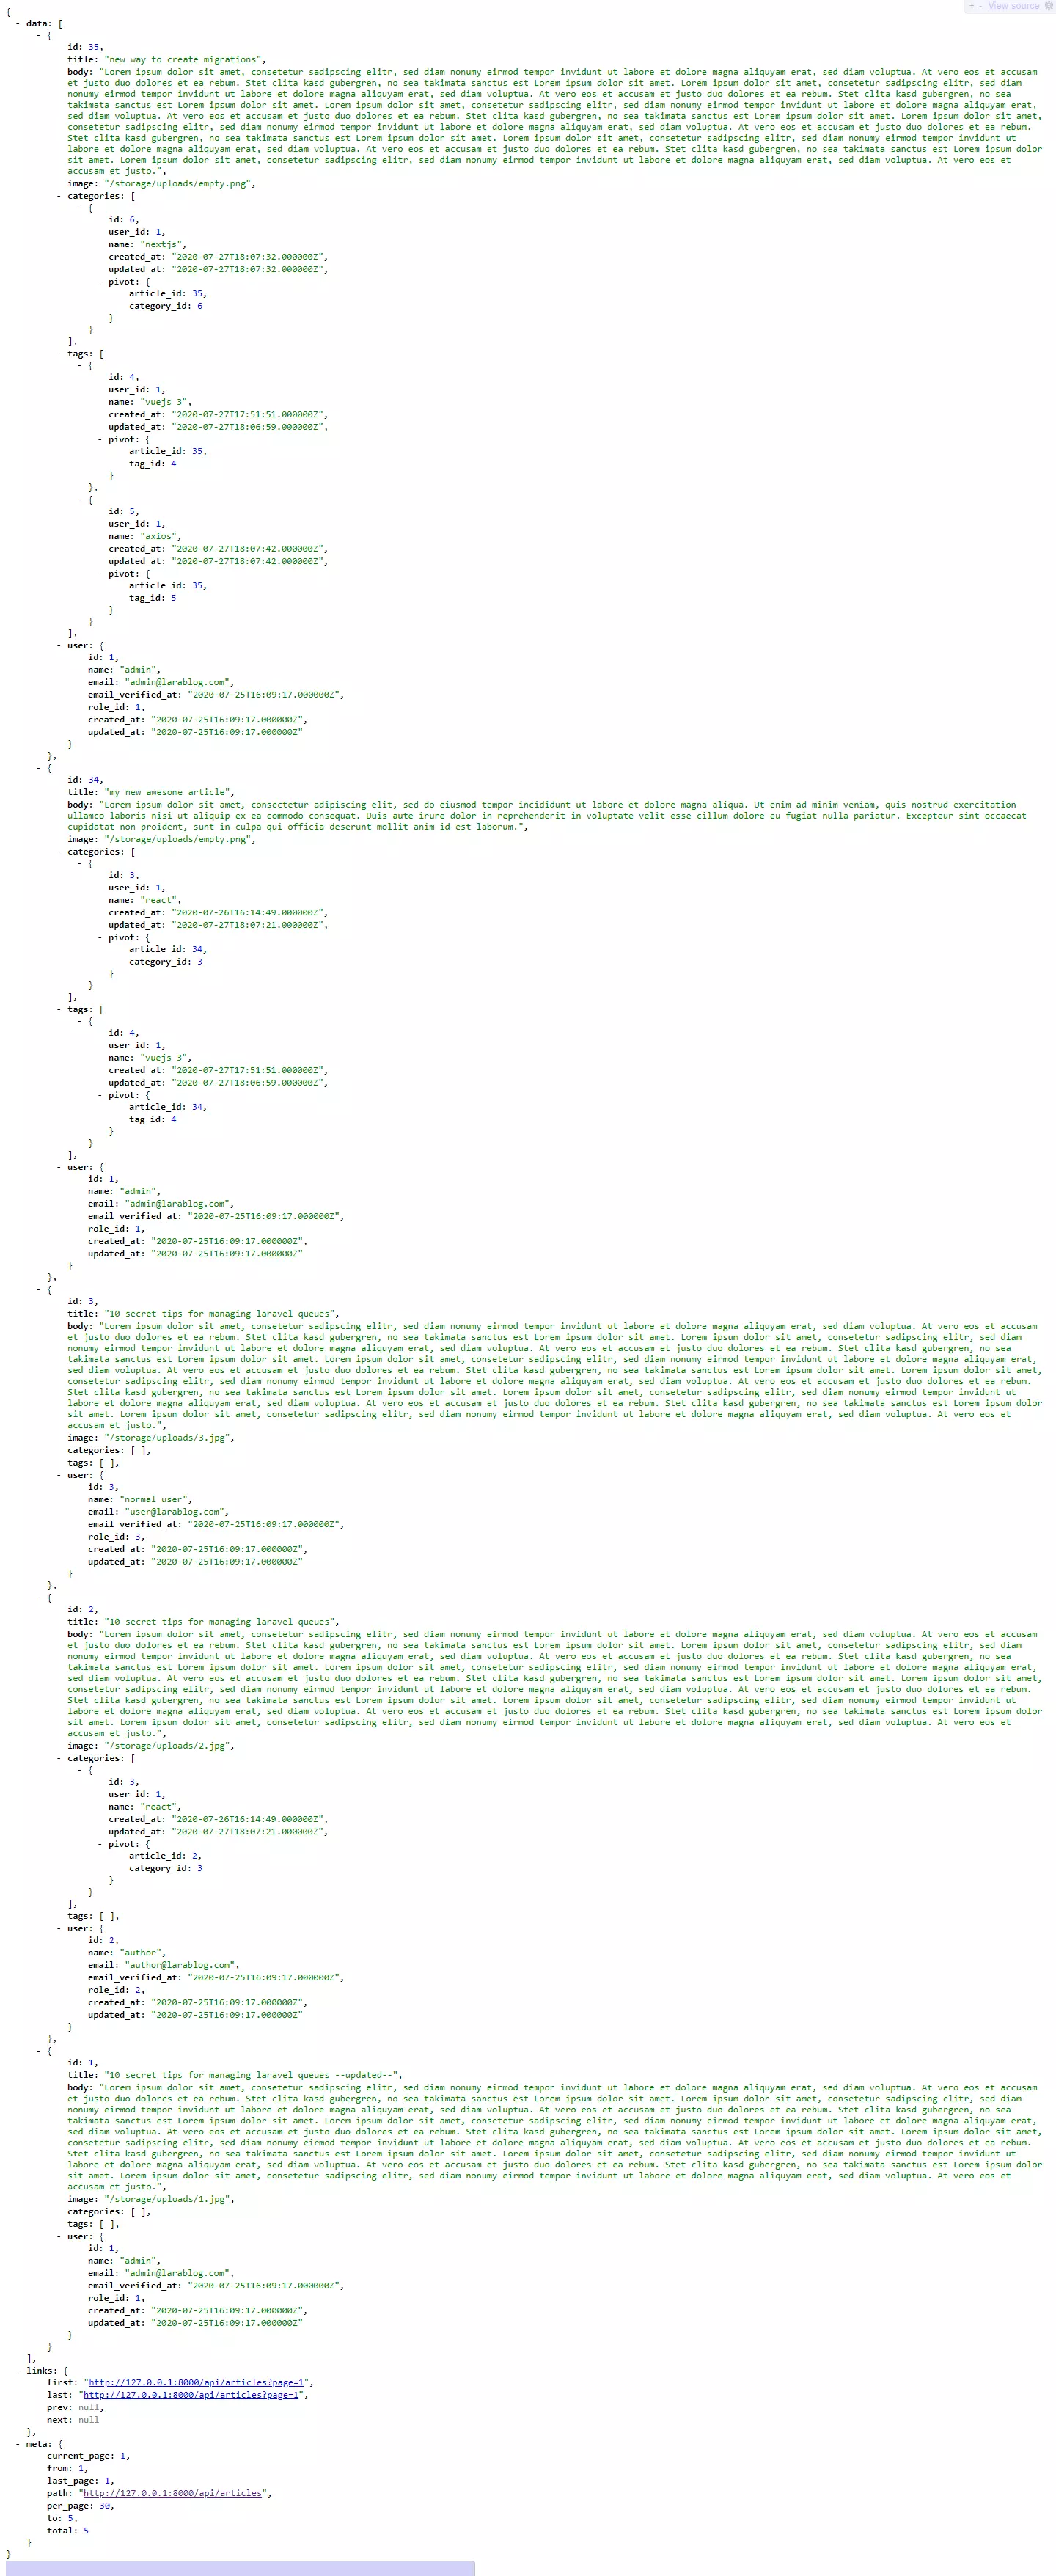 + - View source
{
- data: [
- {
id: 35,
title: "new way to create migrations",
body: "Lorem ipsum dolor sit amet, consetetur sadipscing elitr, sed diam nonumy eirmod tempor invidunt ut labore et dolore magna aliquyam erat, sed diam voluptua. At vero eos et accusam
et justo duo dolores et ea rebum. Stet clita kasd gubergren, no sea takimata sanctus est Lorem ipsum dolor sit amet. Lorem ipsum dolor sit amet, consetetur sadipscing elitr, sed diam
nonumy eirmod tempor invidunt ut labore et dolore magna aliquyam erat, sed diam voluptua. At vero eos et accusam et justo duo dolores et ea rebum. Stet clita kasd gubergren, no sea
takimata sanctus est Lorem ipsum dolor sit amet. Lorem ipsum dolor sit amet, consetetur sadipscing elitr, sed diam nonumy eirmod tempor invidunt ut labore et dolore magna aliquyam erat,
sed diam voluptua. At vero eos et accusam et justo duo dolores et ea rebum. Stet clita kasd gubergren, no sea takimata sanctus est Lorem ipsum dolor sit amet. Lorem ipsum dolor sit amet,
consetetur sadipscing elitr, sed diam nonumy eirmod tempor invidunt ut labore et dolore magna aliquyam erat, sed diam voluptua. At vero eos et accusam et justo duo dolores et ea rebum.
Stet clita kasd gubergren, no sea takimata sanctus est Lorem ipsum dolor sit amet. Lorem ipsum dolor sit amet, consetetur sadipscing elitr, sed diam nonumy eirmod tempor invidunt ut
labore et dolore magna aliquyam erat, sed diam voluptua. At vero eos et accusam et justo duo dolores et ea rebum. Stet clita kasd gubergren, no sea takimata sanctus est Lorem ipsum dolor
sit amet. Lorem ipsum dolor sit amet, consetetur sadipscing elitr, sed diam nonumy eirmod tempor invidunt ut labore et dolore magna aliquyam erat, sed diam voluptua. At vero eos et
accusam et justo.",
image: "/storage/uploads/empty.png",
- categories: [
- {
id: 6,
user_id: 1,
name: "nextjs",
created_at: "2020-07-27T18:07:32.000000Z",
updated_at: "2020-07-27T18:07:32.000000Z",
- pivot: {
article_id: 35,
category_id: 6
}
}
],
- tags: [
- {
id: 4,
user_id: 1,
name: "vuejs 3",
created_at: "2020-07-27T17:51:51.000000Z",
updated_at: "2020-07-27T18:06:59.000000Z",
- pivot: {
article_id: 35,
tag_id: 4
}
},
- {
id: 5,
user_id: 1,
name: "axios",
created_at: "2020-07-27T18:07:42.000000Z",
updated_at: "2020-07-27T18:07:42.000000Z",
- pivot: {
article_id: 35,
tag_id: 5
}
}
],
- user: {
id: 1,
name: "admin",
email: "admin@larablog.com",
email_verified_at: "2020-07-25T16:09:17.000000Z",
role_id: 1,
created_at: "2020-07-25T16:09:17.000000Z",
updated_at: "2020-07-25T16:09:17.000000Z"
}
},
- {
id: 34,
title: "my new awesome article",
body: "Lorem ipsum dolor sit amet, consectetur adipiscing elit, sed do eiusmod tempor incididunt ut labore et dolore magna aliqua. Ut enim ad minim veniam, quis nostrud exercitation
ullamco laboris nisi ut aliquip ex ea commodo consequat. Duis aute irure dolor in reprehenderit in voluptate velit esse cillum dolore eu fugiat nulla pariatur. Excepteur sint occaecat
cupidatat non proident, sunt in culpa qui officia deserunt mollit anim id est laborum.",
image: "/storage/uploads/empty.png",
- categories: [
- {
id: 3,
user_id: 1,
name: "react",
created_at: "2020-07-26T16:14:49.000000Z",
updated_at: "2020-07-27T18:07:21.000000Z",
- pivot: {
article_id: 34,
category_id: 3
}
}
],
- tags: [
- {
id: 4,
user_id: 1,
name: "vuejs 3",
created_at: "2020-07-27T17:51:51.000000Z",
updated_at: "2020-07-27T18:06:59.000000Z",
- pivot: {
article_id: 34,
tag_id: 4
}
}
],
- user: {
id: 1,
name: "admin",
email: "admin@larablog.com",
email_verified_at: "2020-07-25T16:09:17.000000Z",
role_id: 1,
created_at: "2020-07-25T16:09:17.000000Z",
updated_at: "2020-07-25T16:09:17.000000Z"
}
},
- {
id: 3,
title: "10 secret tips for managing laravel queues",
body: "Lorem ipsum dolor sit amet, consetetur sadipscing elitr, sed diam nonumy eirmod tempor invidunt ut labore et dolore magna aliquyam erat, sed diam voluptua. At vero eos et accusam
et justo duo dolores et ea rebum. Stet clita kasd gubergren, no sea takimata sanctus est Lorem ipsum dolor sit amet. Lorem ipsum dolor sit amet, consetetur sadipscing elitr, sed diam
nonumy eirmod tempor invidunt ut labore et dolore magna aliquyam erat, sed diam voluptua. At vero eos et accusam et justo duo dolores et ea rebum. Stet clita kasd gubergren, no sea
takimata sanctus est Lorem ipsum dolor sit amet. Lorem ipsum dolor sit amet, consetetur sadipscing elitr, sed diam nonumy eirmod tempor invidunt ut labore et dolore magna aliquyam erat,
sed diam voluptua. At vero eos et accusam et justo duo dolores et ea rebum. Stet clita kasd gubergren, no sea takimata sanctus est Lorem ipsum dolor sit amet. Lorem ipsum dolor sit amet,
consetetur sadipscing elitr, sed diam nonumy eirmod tempor invidunt ut labore et dolore magna aliquyam erat, sed diam voluptua. At vero eos et accusam et justo duo dolores et ea rebum.
Stet clita kasd gubergren, no sea takimata sanctus est Lorem ipsum dolor sit amet. Lorem ipsum dolor sit amet, consetetur sadipscing elitr, sed diam nonumy eirmod tempor invidunt ut
labore et dolore magna aliquyam erat, sed diam voluptua. At vero eos et accusam et justo duo dolores et ea rebum. Stet clita kasd gubergren, no sea takimata sanctus est Lorem ipsum dolor
sit amet. Lorem ipsum dolor sit amet, consetetur sadipscing elitr, sed diam nonumy eirmod tempor invidunt ut labore et dolore magna aliquyam erat, sed diam voluptua. At vero eos et
accusam et justo.",
image: "/storage/uploads/3.jpg",
categories: [ ],
tags: [ ],
- user: {
id: 3,
name: "normal user",
email: "user@larablog.com",
email_verified_at: "2020-07-25T16:09:17.000000Z",
role_id: 3,
created_at: "2020-07-25T16:09:17.000000Z",
updated_at: "2020-07-25T16:09:17.000000Z"
}
},
- {
id: 2,
title: "10 secret tips for managing laravel queues",
body: "Lorem ipsum dolor sit amet, consetetur sadipscing elitr, sed diam nonumy eirmod tempor invidunt ut labore et dolore magna aliquyam erat, sed diam voluptua. At vero eos et accusam
et justo duo dolores et ea rebum. Stet clita kasd gubergren, no sea takimata sanctus est Lorem ipsum dolor sit amet. Lorem ipsum dolor sit amet, consetetur sadipscing elitr, sed diam
nonumy eirmod tempor invidunt ut labore et dolore magna aliquyam erat, sed diam voluptua. At vero eos et accusam et justo duo dolores et ea rebum. Stet clita kasd gubergren, no sea
takimata sanctus est Lorem ipsum dolor sit amet. Lorem ipsum dolor sit amet, consetetur sadipscing elitr, sed diam nonumy eirmod tempor invidunt ut labore et dolore magna aliquyam erat,
sed diam voluptua. At vero eos et accusam et justo duo dolores et ea rebum. Stet clita kasd gubergren, no sea takimata sanctus est Lorem ipsum dolor sit amet. Lorem ipsum dolor sit amet,
consetetur sadipscing elitr, sed diam nonumy eirmod tempor invidunt ut labore et dolore magna aliquyam erat, sed diam voluptua. At vero eos et accusam et justo duo dolores et ea rebum.
Stet clita kasd gubergren, no sea takimata sanctus est Lorem ipsum dolor sit amet. Lorem ipsum dolor sit amet, consetetur sadipscing elitr, sed diam nonumy eirmod tempor invidunt ut
labore et dolore magna aliquyam erat, sed diam voluptua. At vero eos et accusam et justo duo dolores et ea rebum. Stet clita kasd gubergren, no sea takimata sanctus est Lorem ipsum dolor
sit amet. Lorem ipsum dolor sit amet, consetetur sadipscing elitr, sed diam nonumy eirmod tempor invidunt ut labore et dolore magna aliquyam erat, sed diam voluptua. At vero eos et
accusam et justo.",
image: "/storage/uploads/2.jpg",
- categories: [
- {
id: 3,
user_id: 1,
name: "react",
created_at: "2020-07-26T16:14:49.000000Z",
updated_at: "2020-07-27T18:07:21.000000Z",
- pivot: {
article_id: 2,
category_id: 3
}
}
],
tags: [ ],
- user: {
id: 2,
name: "author",
email: "author@larablog.com",
email_verified_at: "2020-07-25T16:09:17.000000Z",
role_id: 2,
created_at: "2020-07-25T16:09:17.000000Z",
updated_at: "2020-07-25T16:09:17.000000Z"
}
},
- {
id: 1,
title: "10 secret tips for managing laravel queues --updated--",
body: "Lorem ipsum dolor sit amet, consetetur sadipscing elitr, sed diam nonumy eirmod tempor invidunt ut labore et dolore magna aliquyam erat, sed diam voluptua. At vero eos et accusam
et justo duo dolores et ea rebum. Stet clita kasd gubergren, no sea takimata sanctus est Lorem ipsum dolor sit amet. Lorem ipsum dolor sit amet, consetetur sadipscing elitr, sed diam
nonumy eirmod tempor invidunt ut labore et dolore magna aliquyam erat, sed diam voluptua. At vero eos et accusam et justo duo dolores et ea rebum. Stet clita kasd gubergren, no sea
takimata sanctus est Lorem ipsum dolor sit amet. Lorem ipsum dolor sit amet, consetetur sadipscing elitr, sed diam nonumy eirmod tempor invidunt ut labore et dolore magna aliquyam erat,
sed diam voluptua. At vero eos et accusam et justo duo dolores et ea rebum. Stet clita kasd gubergren, no sea takimata sanctus est Lorem ipsum dolor sit amet. Lorem ipsum dolor sit amet,
consetetur sadipscing elitr, sed diam nonumy eirmod tempor invidunt ut labore et dolore magna aliquyam erat, sed diam voluptua. At vero eos et accusam et justo duo dolores et ea rebum.
Stet clita kasd gubergren, no sea takimata sanctus est Lorem ipsum dolor sit amet. Lorem ipsum dolor sit amet, consetetur sadipscing elitr, sed diam nonumy eirmod tempor invidunt ut
labore et dolore magna aliquyam erat, sed diam voluptua. At vero eos et accusam et justo duo dolores et ea rebum. Stet clita kasd gubergren, no sea takimata sanctus est Lorem ipsum dolor
sit amet. Lorem ipsum dolor sit amet, consetetur sadipscing elitr, sed diam nonumy eirmod tempor invidunt ut labore et dolore magna aliquyam erat, sed diam voluptua. At vero eos et
accusam et justo.",
image: "/storage/uploads/1.jpg",
categories: [ ],
tags: [ ],
- user: {
id: 1,
name: "admin",
email: "admin@larablog.com",
email_verified_at: "2020-07-25T16:09:17.000000Z",
role_id: 1,
created_at: "2020-07-25T16:09:17.000000Z",
updated_at: "2020-07-25T16:09:17.000000Z"
}
}
],
- links: {
first: "http://127.0.0.1:8000/api/articles?page=1",
last: "http://127.0.0.1:8000/api/articles?page=1",
prev: null,
next: null
},
- meta: {
current_page: 1,
from: 1,
last_page: 1,
path: "http://127.0.0.1:8000/api/articles",
per_page: 30,
to: 5,
total: 5
}
}